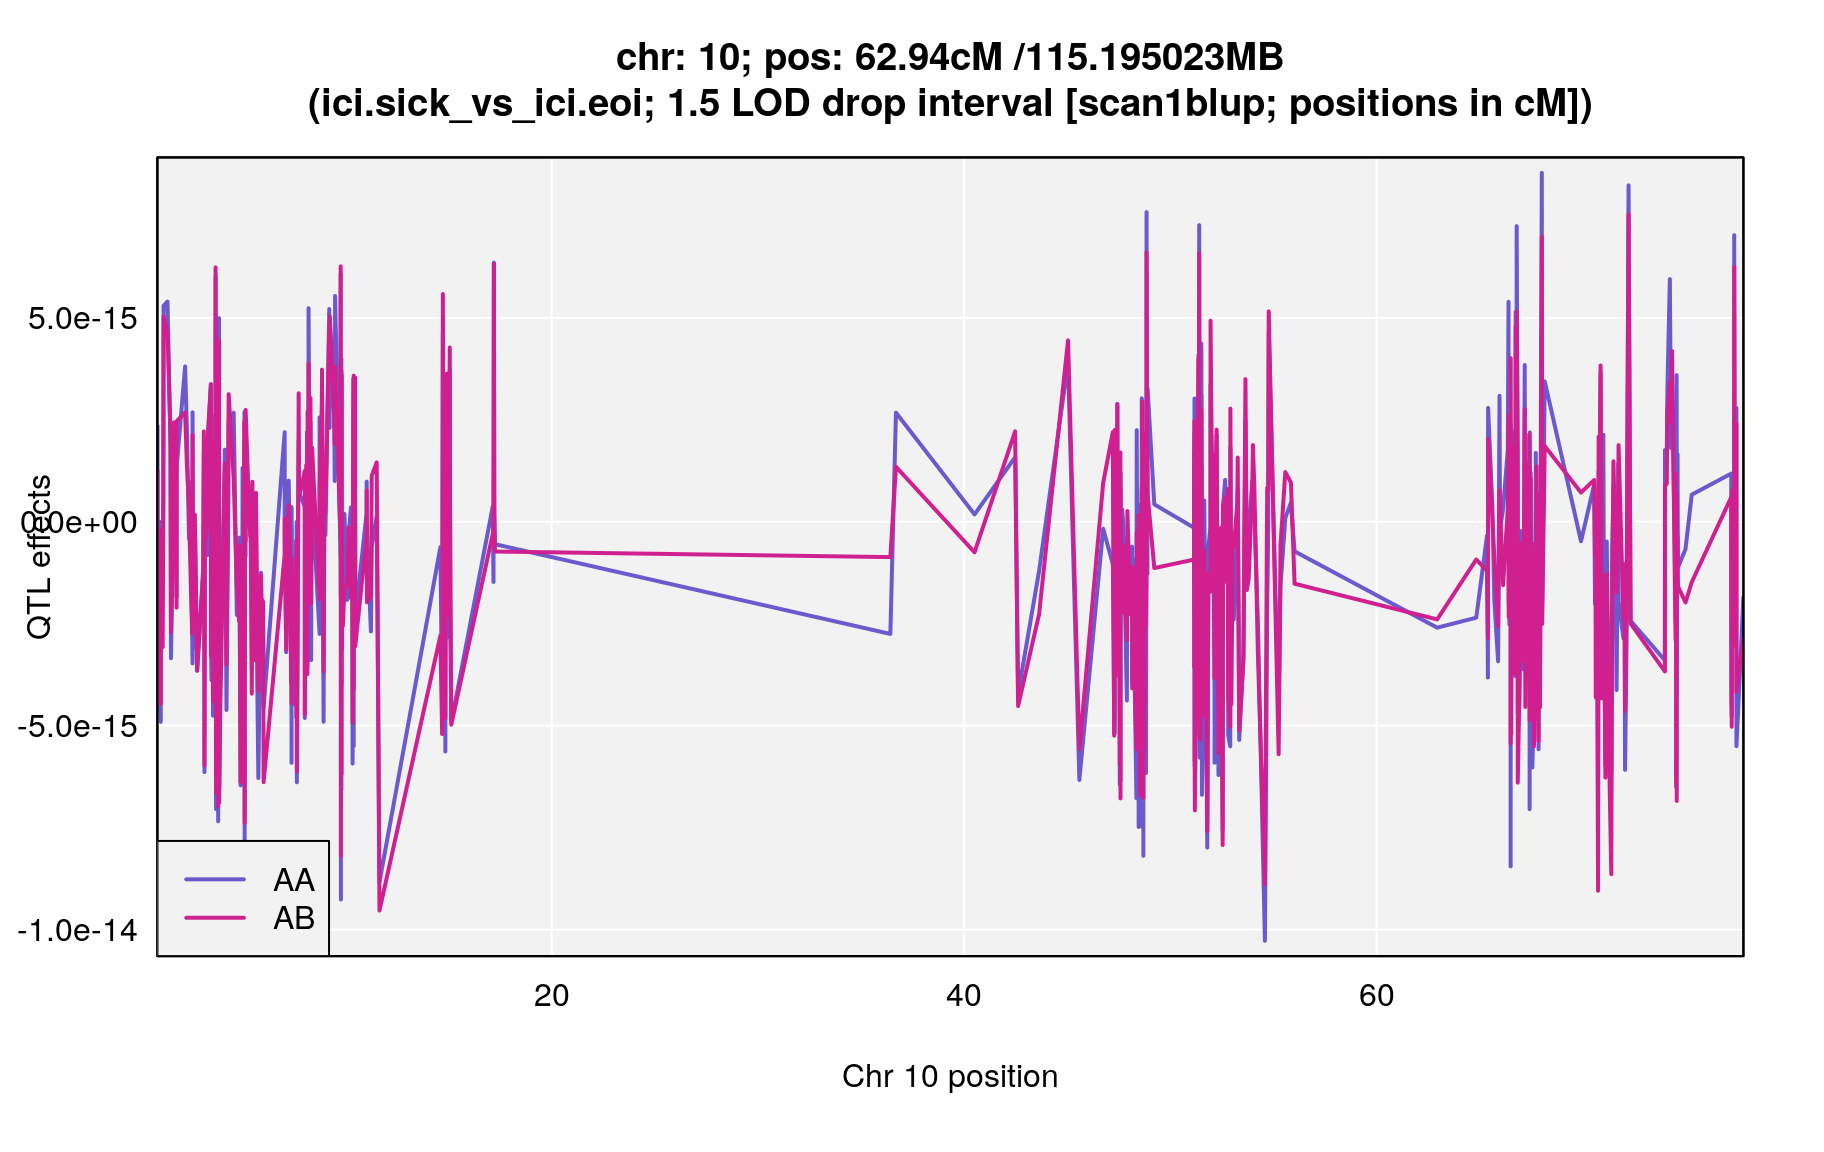 chr: 10; pos: 62.94cM /115.195023MB
(ici.sick_vs_ici.eoi; 1.5 LOD drop interval [scan1blup; positions in cM])
QTL effects
5.0e-15
0.0e+00
-5.0e-15
-1.0e-14
AA
AB
20
40
60
Chr 10 position